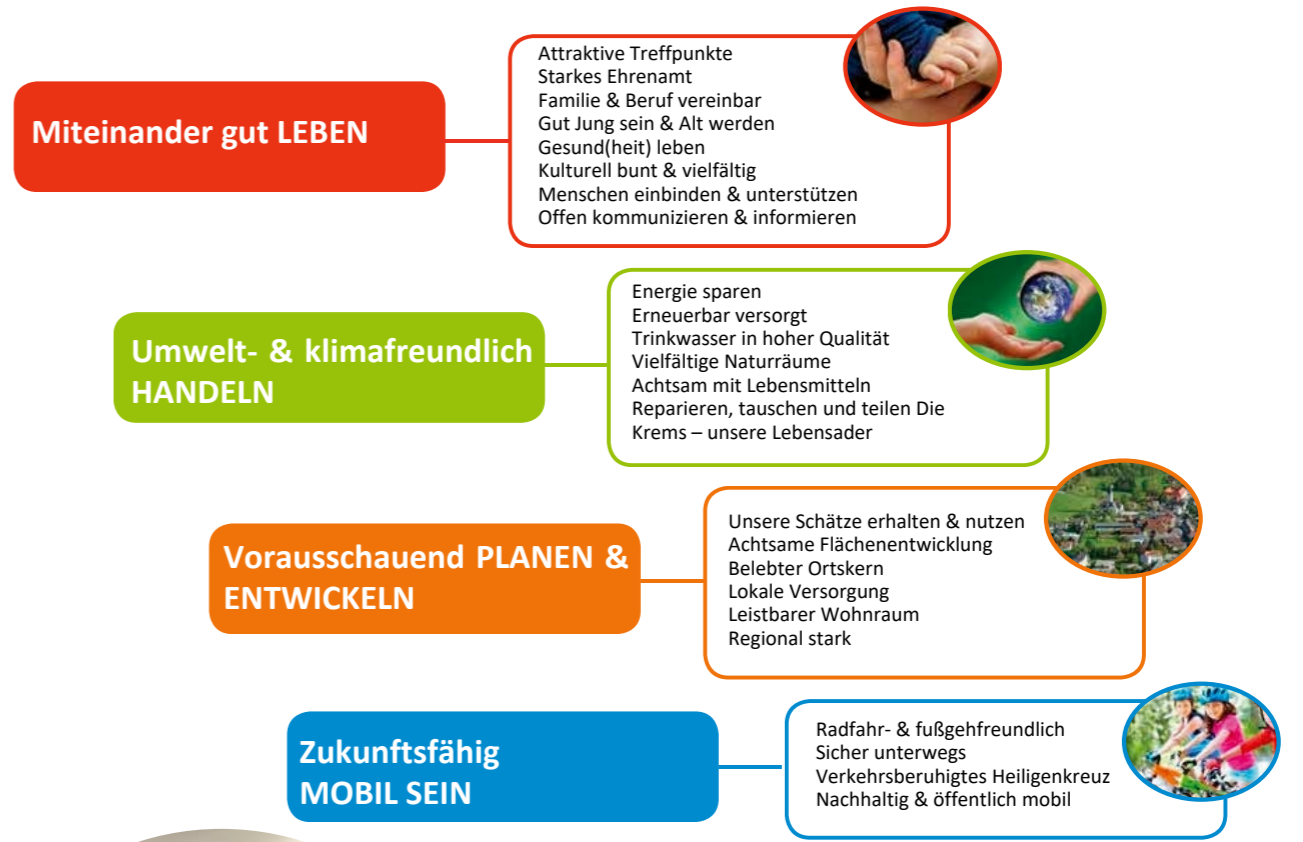 Miteinander gut LEBEN
Attraktive Treffpunkte
Starkes Ehrenamt
Familie & Beruf vereinbar
Gut Jung sein & Alt werden
Gesund(heit) leben
Kulturell bunt & vielfältig
Menschen einbinden & unterstützen
Offen kommunizieren & informieren
Umwelt- & klimafreundlich
HANDELN
Energie sparen
Erneuerbar versorgt
Trinkwasser in hoher Qualität
Vielfältige Naturräume
Achtsam mit Lebensmitteln
Reparieren, tauschen und teilen Die
Krems – unsere Lebensader
Vorausschauend PLANEN &
ENTWICKELN
Unsere Schätze erhalten & nutzen
Achtsame Flächenentwicklung
Belebter Ortskern
Lokale Versorgung
Leistbarer Wohnraum
Regional stark
Zukunftsfähig
MOBIL SEIN
Radfahr- & fußgehfreundlich
Sicher unterwegs
Verkehrsberuhigtes Heiligenkreuz
Nachhaltig & öffentlich mobil